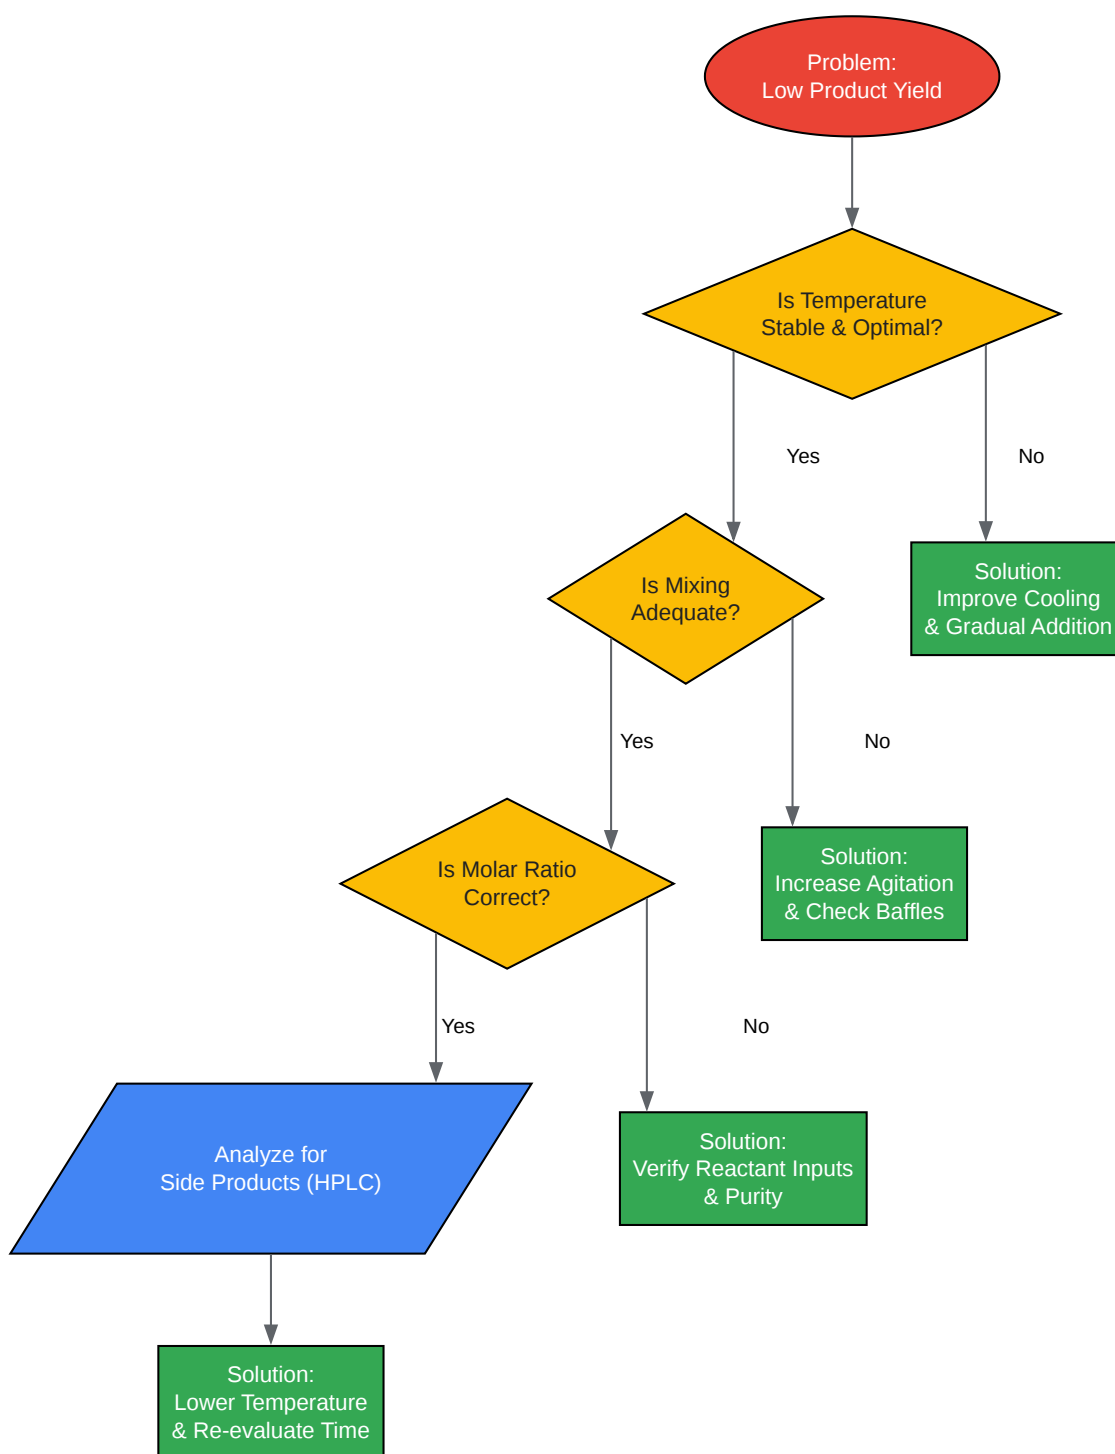 Problem:
Low Product Yield
Is Temperature
Stable & Optimal?
Yes
No
Is Mixing
Adequate?
Solution:
Improve Cooling
& Gradual Addition
Yes
No
Is Molar Ratio
Correct?
Solution:
Increase Agitation
& Check Baffles
Yes
No
Analyze for
Side Products (HPLC)
Solution:
Verify Reactant Inputs
& Purity
Solution:
Lower Temperature
& Re-evaluate Time